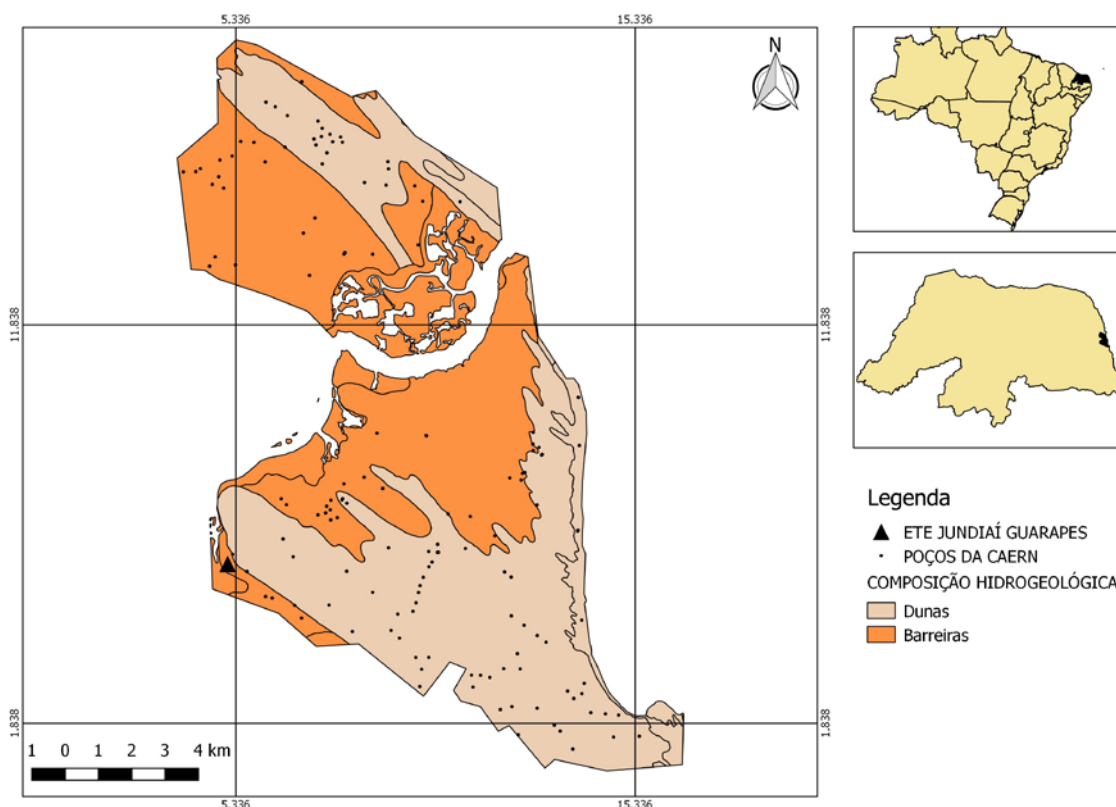 5.336 15.336
N
11.838 11.838
1.838 1.838
1 0 1 2 3 4 km
5.336 15.336
Legenda
ETE JUNDIAÍ GUARAPES
POÇOS DA CAERN
COMPOSIÇÃO HIDROGEOLÓGICA
Dunas
Barreiras